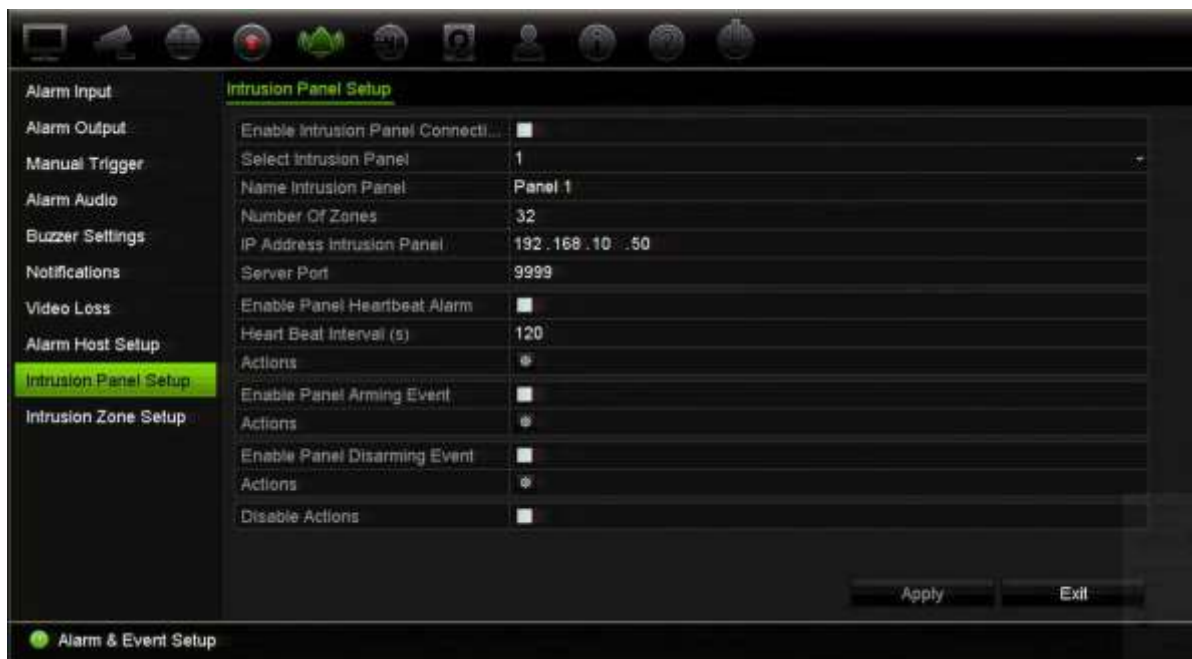 Alarm Input
Alarm Output
Manual Trigger
Alarm Audio
Buzzer Settings
Notifications
Video Loss
Alarm Host Setup
Intrusion Panel Setup
Intrusion Zone Setup
Intrusion Panel Setup
Enable Intrusion Panel Connecti...
Select Intrusion Panel 1
Name Intrusion Panel Panel 1
Number Of Zones 32
IP Address Intrusion Panel 192 .168 .10 .50
Server Port 9999
Enable Panel Heartbeat Alarm
Heart Beat Interval (s) 120
Actions
Enable Panel Arming Event
Actions
Enable Panel Disarming Event
Actions
Disable Actions
Apply Exit
Alarm & Event Setup